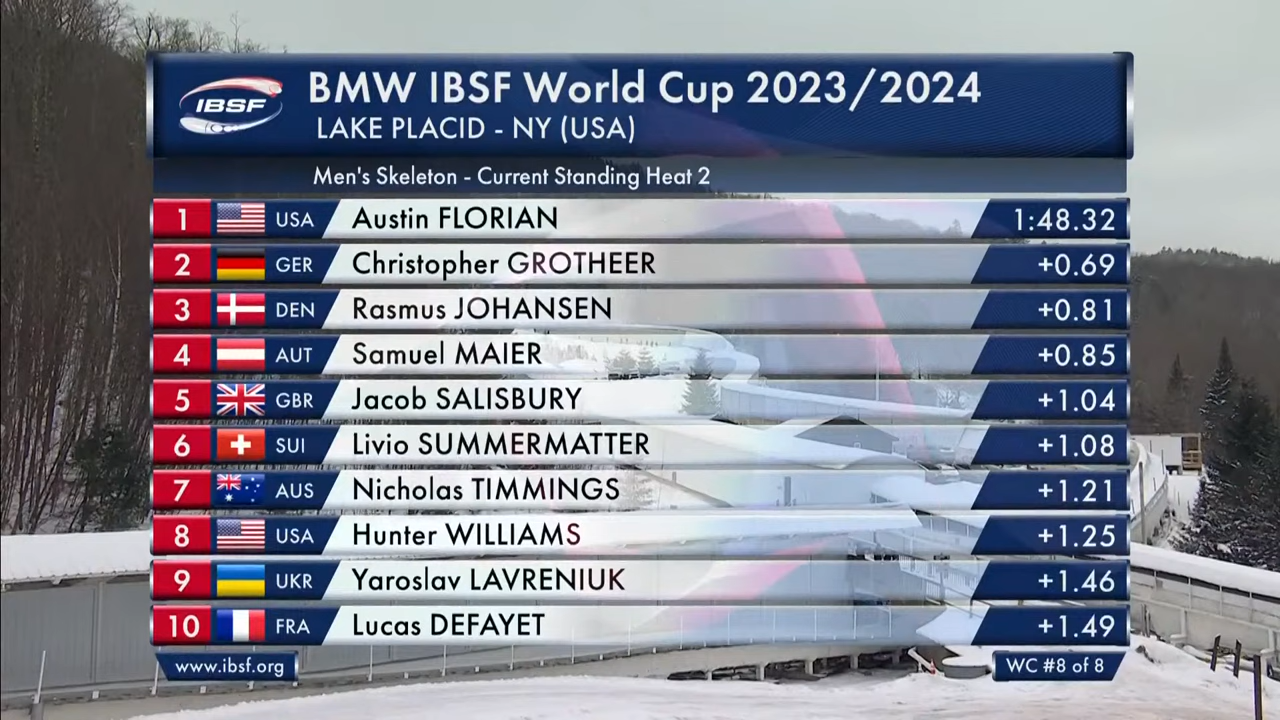 IBSF
BMW IBSF World Cup 2023/2024
LAKE PLACID - NY (USA)
Men's Skeleton - Current Standing Heat 2
1 USA Austin FLORIAN 1:48.32
2 GER Christopher GROTHEER +0.69
3 DEN Rasmus JOHANSEN +0.81
4 AUT Samuel MAIER +0.85
5 GBR Jacob SALISBURY +1.04
6 SUI Livio SUMMERMATTER +1.08
7 AUS Nicholas TIMMINGS +1.21
8 USA Hunter WILLIAMS +1.25
9 UKR Yaroslav LAVRENIUK +1.46
10 FRA Lucas DEFAYET +1.49
www.ibsf.org WC #8 of 8